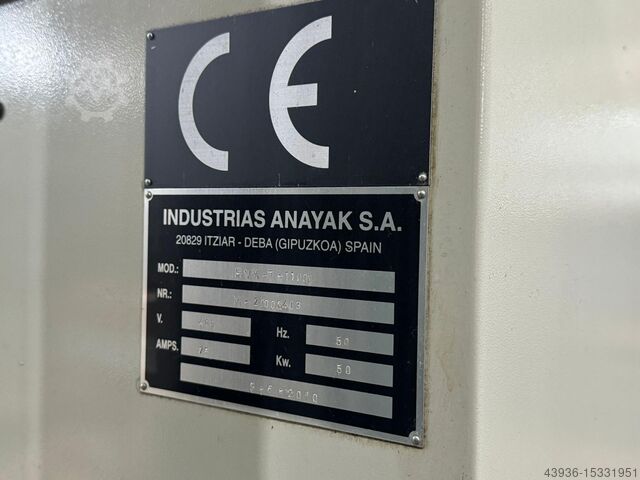 CE
INDUSTRIAS ANAYAK S.A.
20829 ITZIAR - DEBA (GIPUZKOA) SPAIN
MOD.:
NR.:
V. Hz. 50
AMPS. Kw. 50
43936-15331951